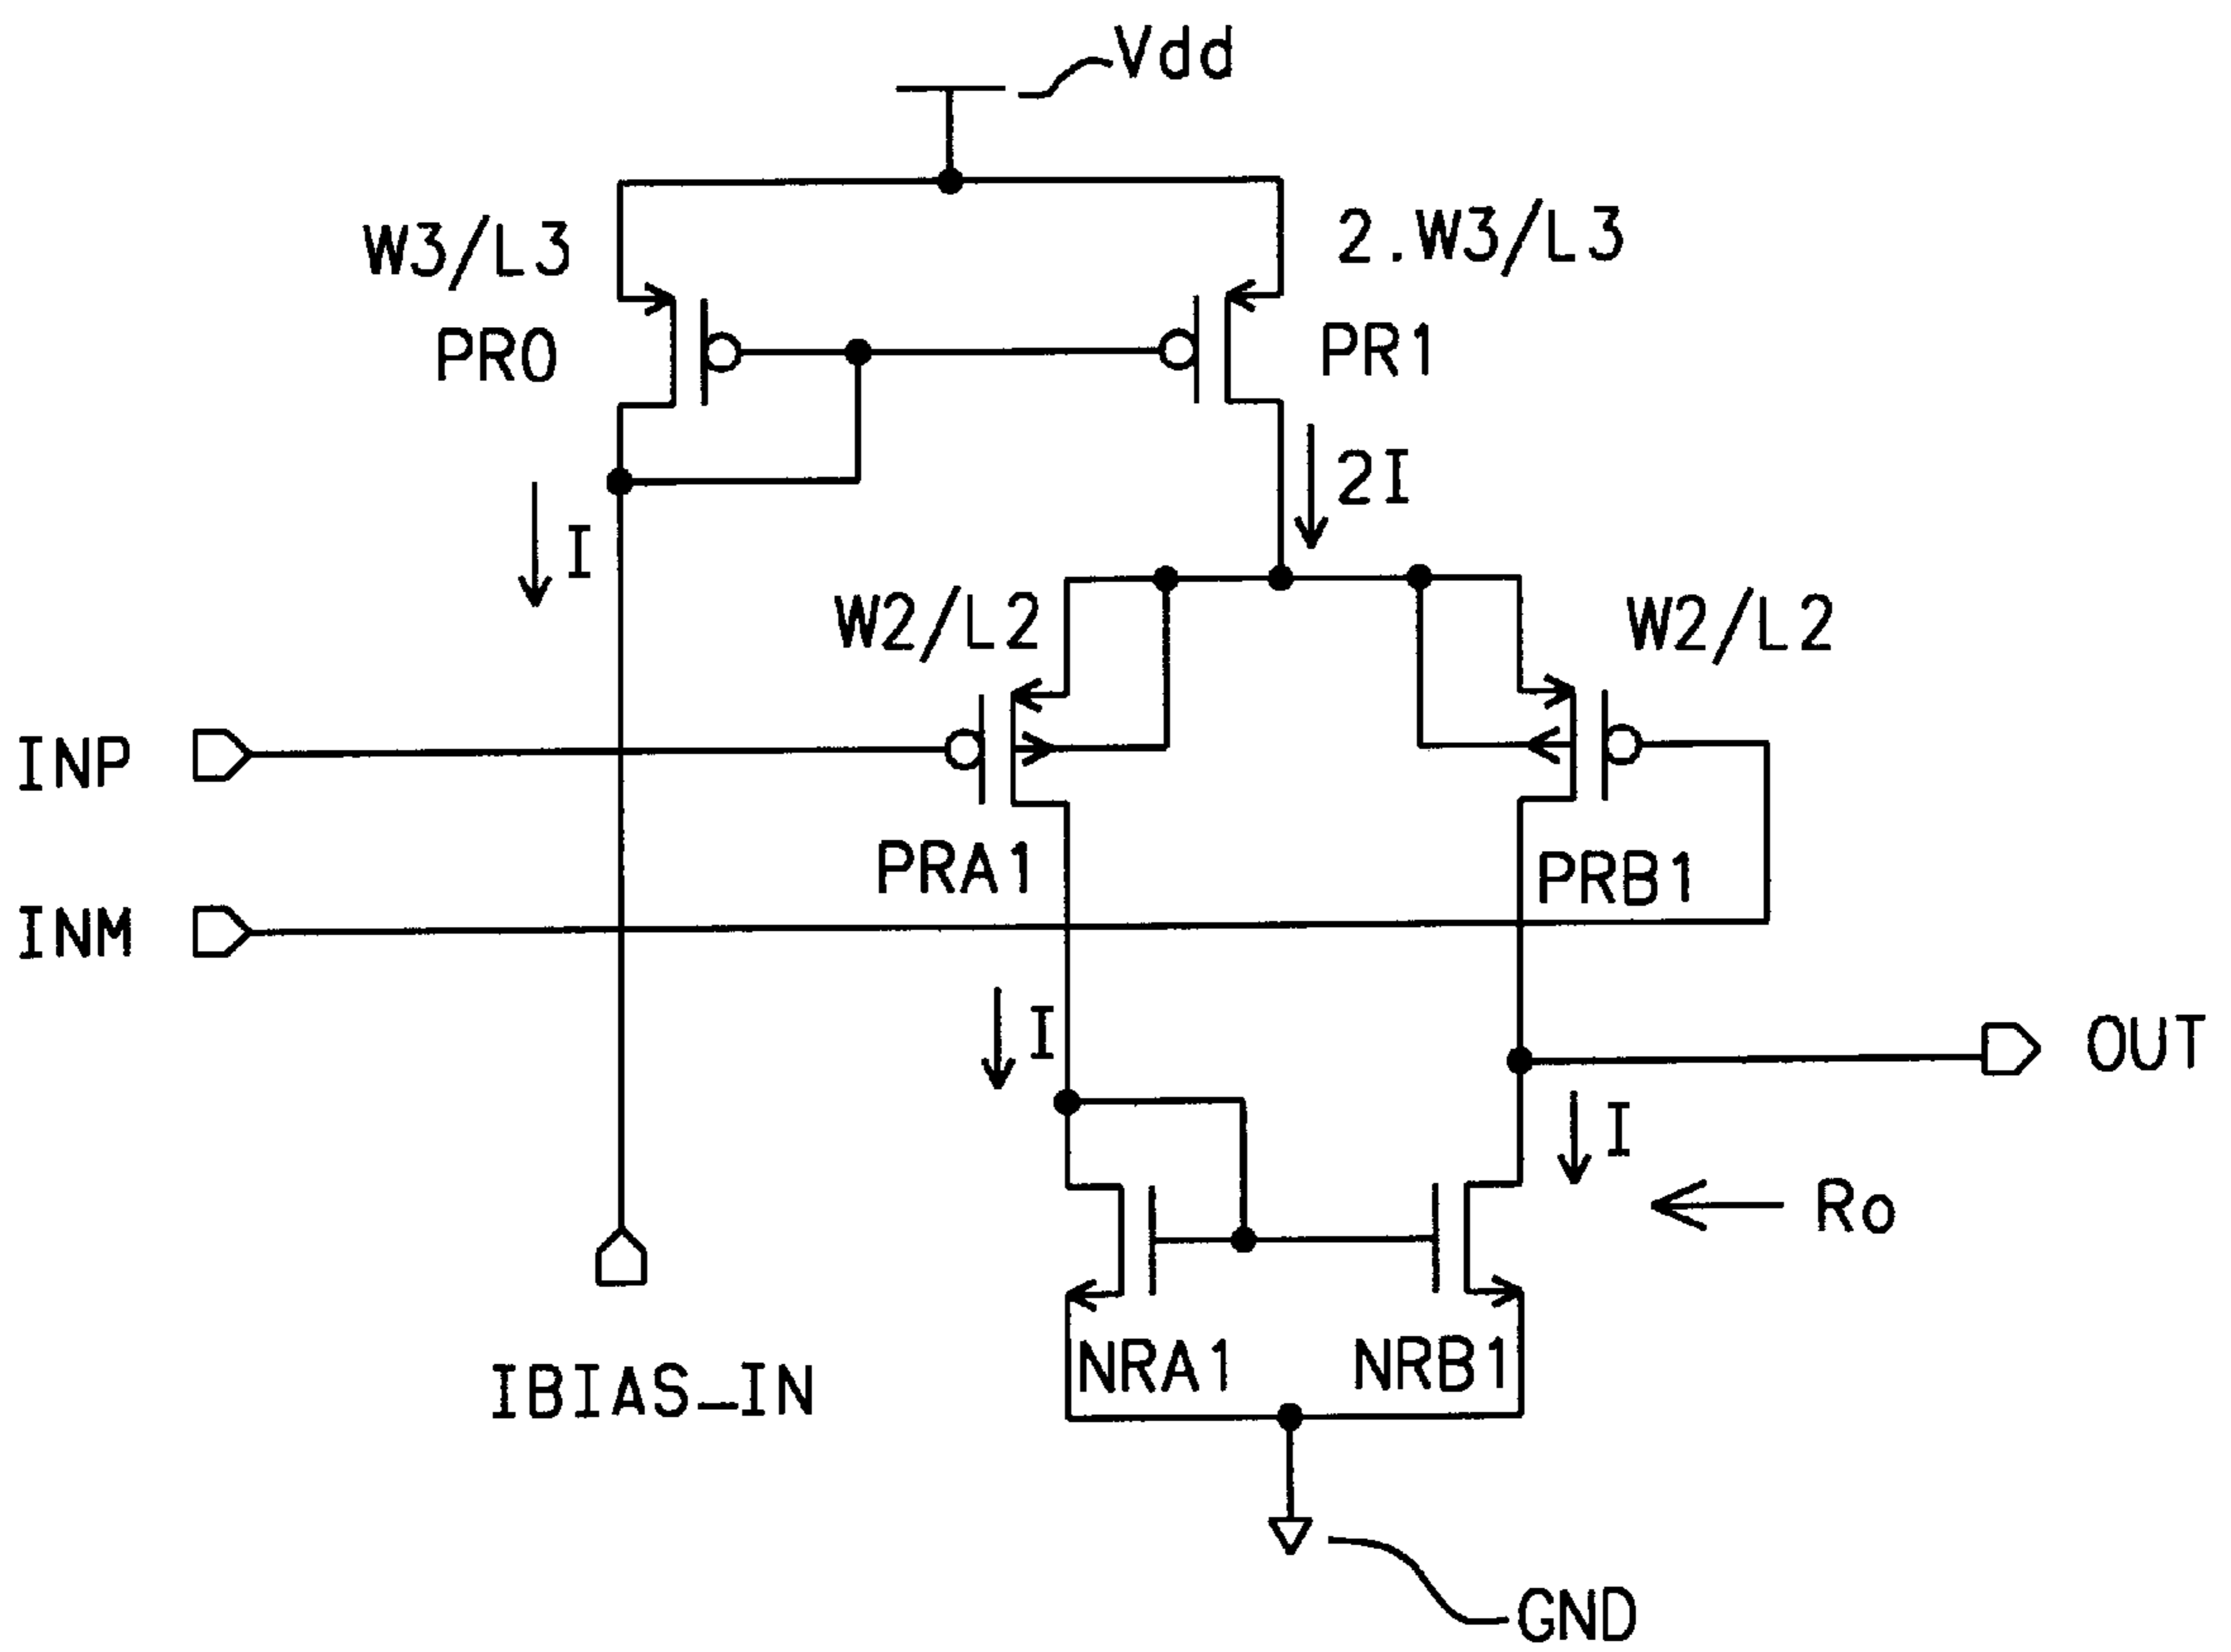 Vdd
W3/L3
2.W3/L3
PR0
PR1
2I
I
W2/L2
W2/L2
INP
PRA1
PRB1
INM
I
OUT
I
Ro
NRA1
NRB1
IBIAS_IN
GND